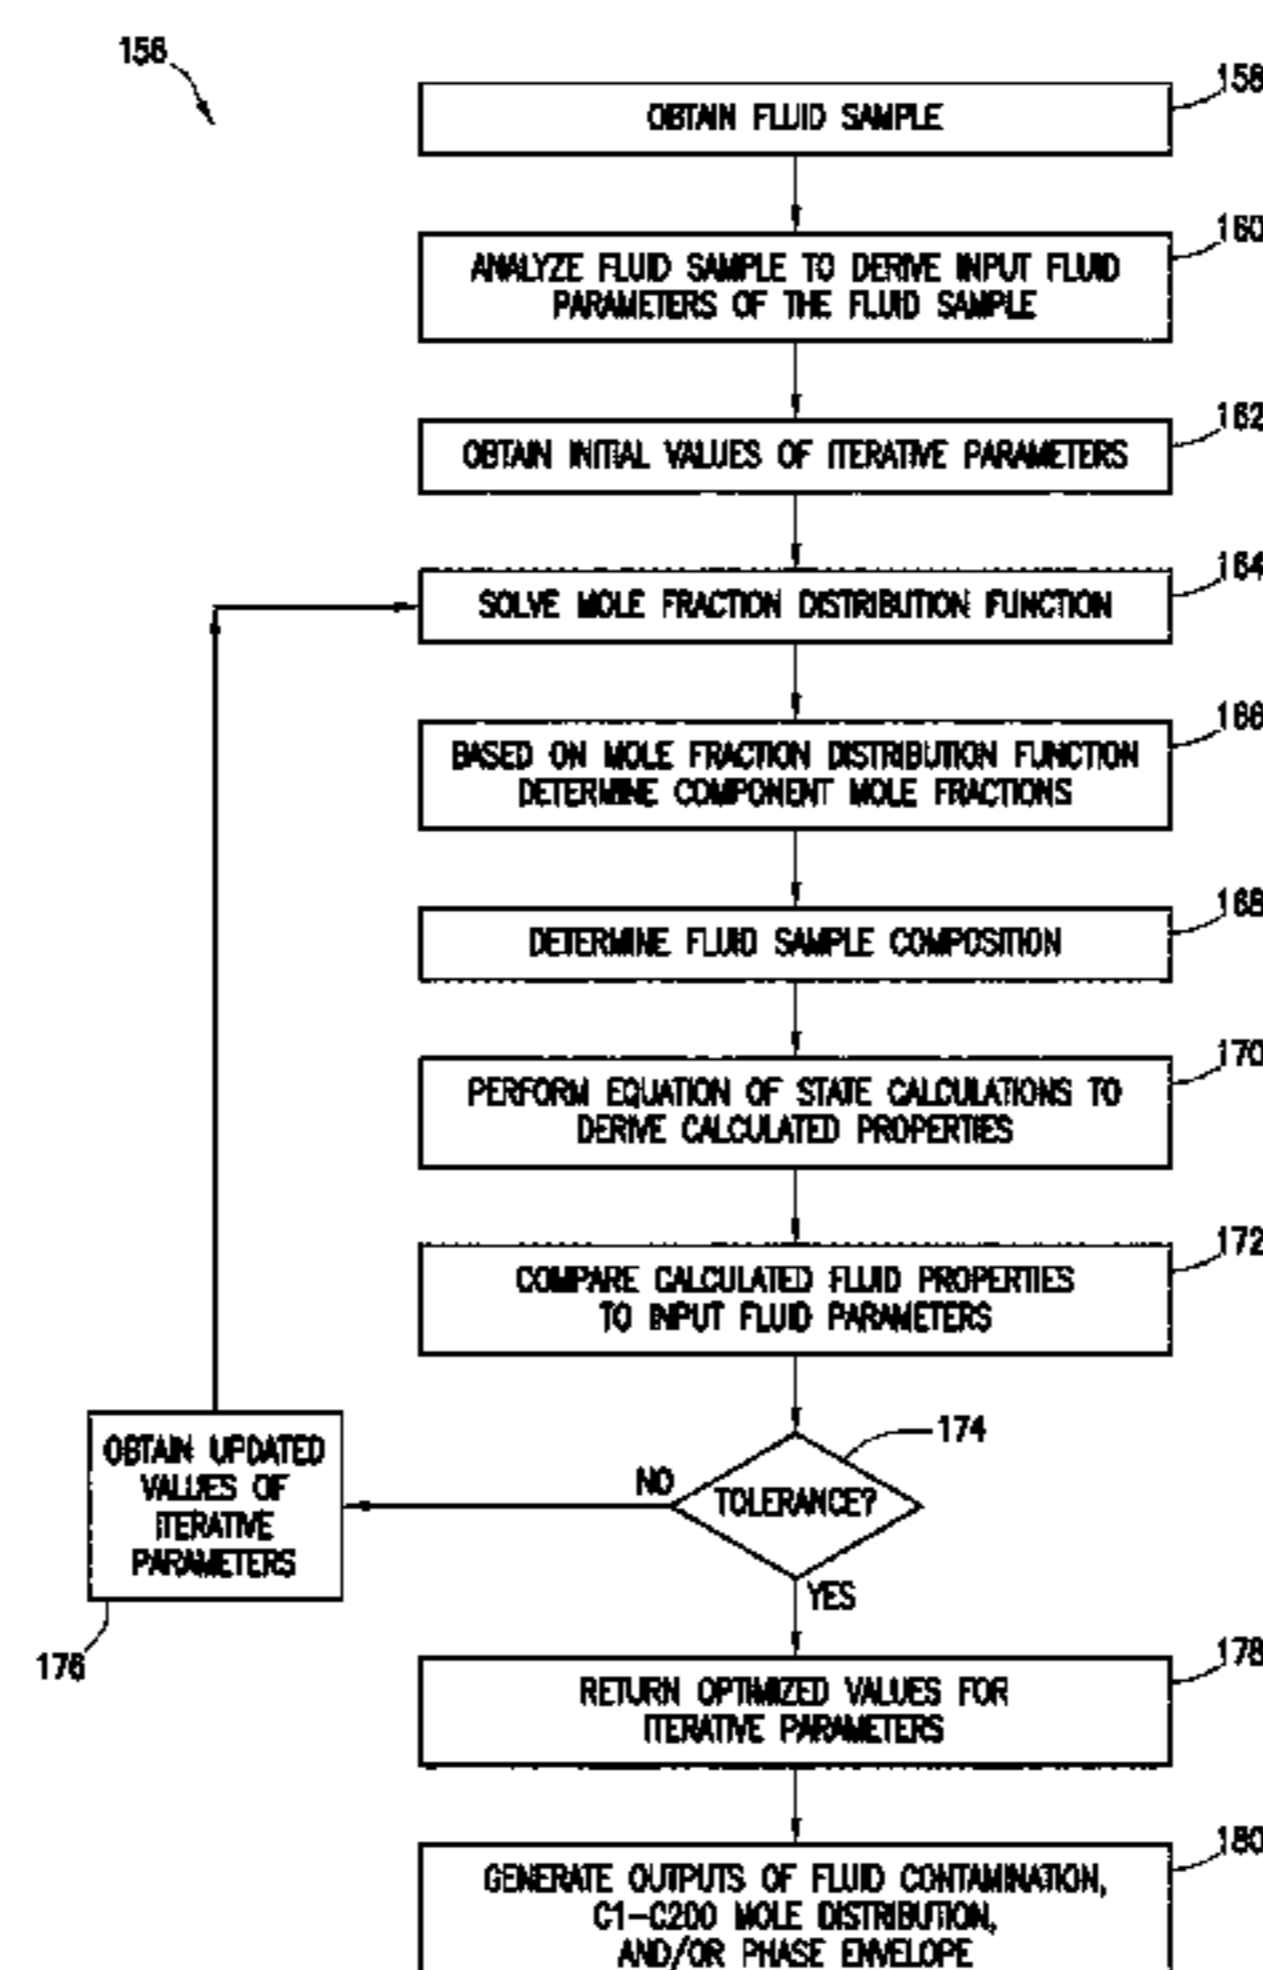 156
OBTAIN FLUID SAMPLE
158
ANALYZE FLUID SAMPLE TO DERIVE INPUT FLUID
PARAMETERS OF THE FLUID SAMPLE
160
OBTAIN INITIAL VALUES OF ITERATIVE PARAMETERS
162
SOLVE MOLE FRACTION DISTRIBUTION FUNCTION
164
BASED ON MOLE FRACTION DISTRIBUTION FUNCTION
DETERMINE COMPONENT MOLE FRACTIONS
166
DETERMINE FLUID SAMPLE COMPOSITION
168
PERFORM EQUATION OF STATE CALCULATIONS TO
DERIVE CALCULATED PROPERTIES
170
COMPARE CALCULATED FLUID PROPERTIES
TO INPUT FLUID PARAMETERS
172
TOLERANCE?
174
NO
YES
OBTAIN UPDATED
VALUES OF
ITERATIVE
PARAMETERS
176
RETURN OPTIMIZED VALUES FOR
ITERATIVE PARAMETERS
178
GENERATE OUTPUTS OF FLUID CONTAMINATION,
C1-C200 MOLE DISTRIBUTION,
AND/OR PHASE ENVELOPE
180